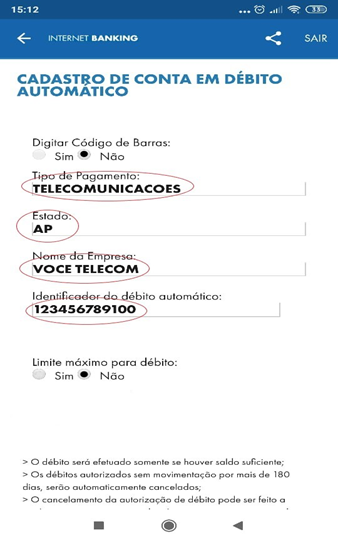 15:12
33
INTERNET BANKING
SAIR
CADASTRO DE CONTA EM DÉBITO
AUTOMÁTICO
Digitar Código de Barras:
Sim Não
Tipo de Pagamento:
TELECOMUNICACOES
Estado:
AP
Nome da Empresa:
VOCE TELECOM
Identificador do débito automático:
123456789100
Limite máximo para débito:
Sim Não
> O débito será efetuado somente se houver saldo suficiente;
> Os débitos autorizados sem movimentação por mais de 180
dias, serão automaticamente cancelados;
> O cancelamento da autorização de débito pode ser feito a